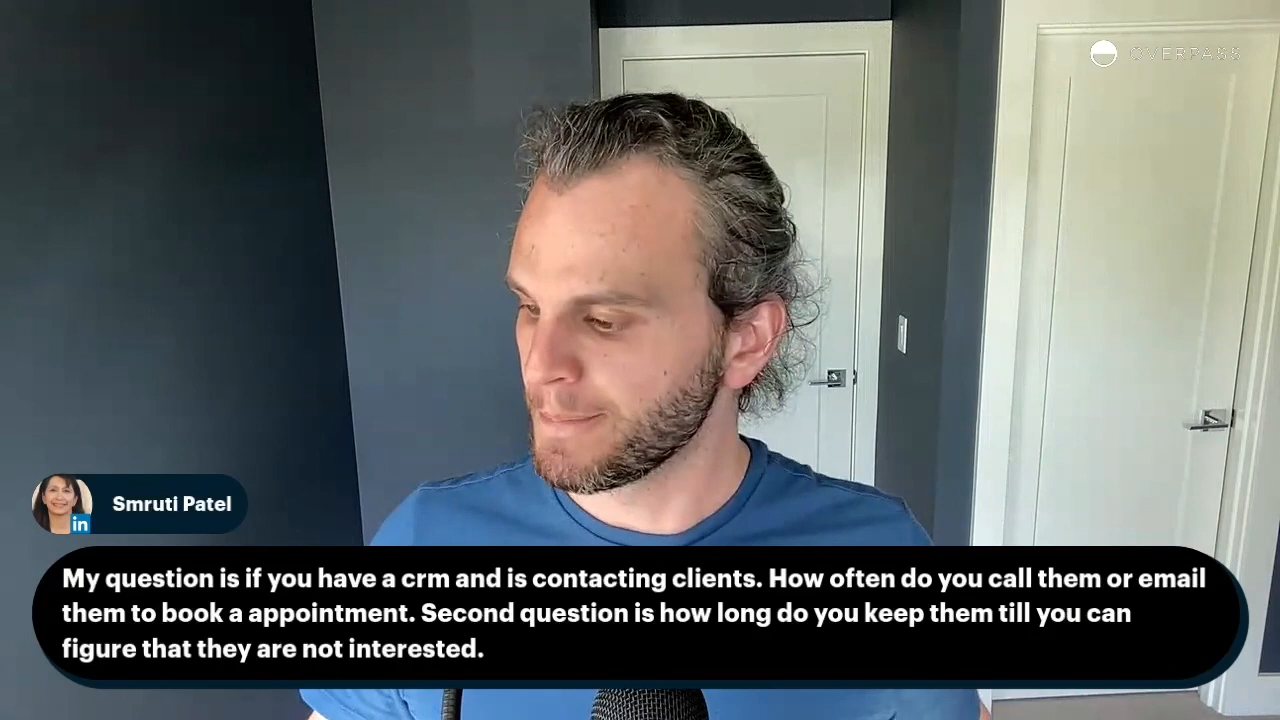 OVERPASS
Smruti Patel
in
My question is if you have a crm and is contacting clients. How often do you call them or email
them to book a appointment. Second question is how long do you keep them till you can
figure that they are not interested.